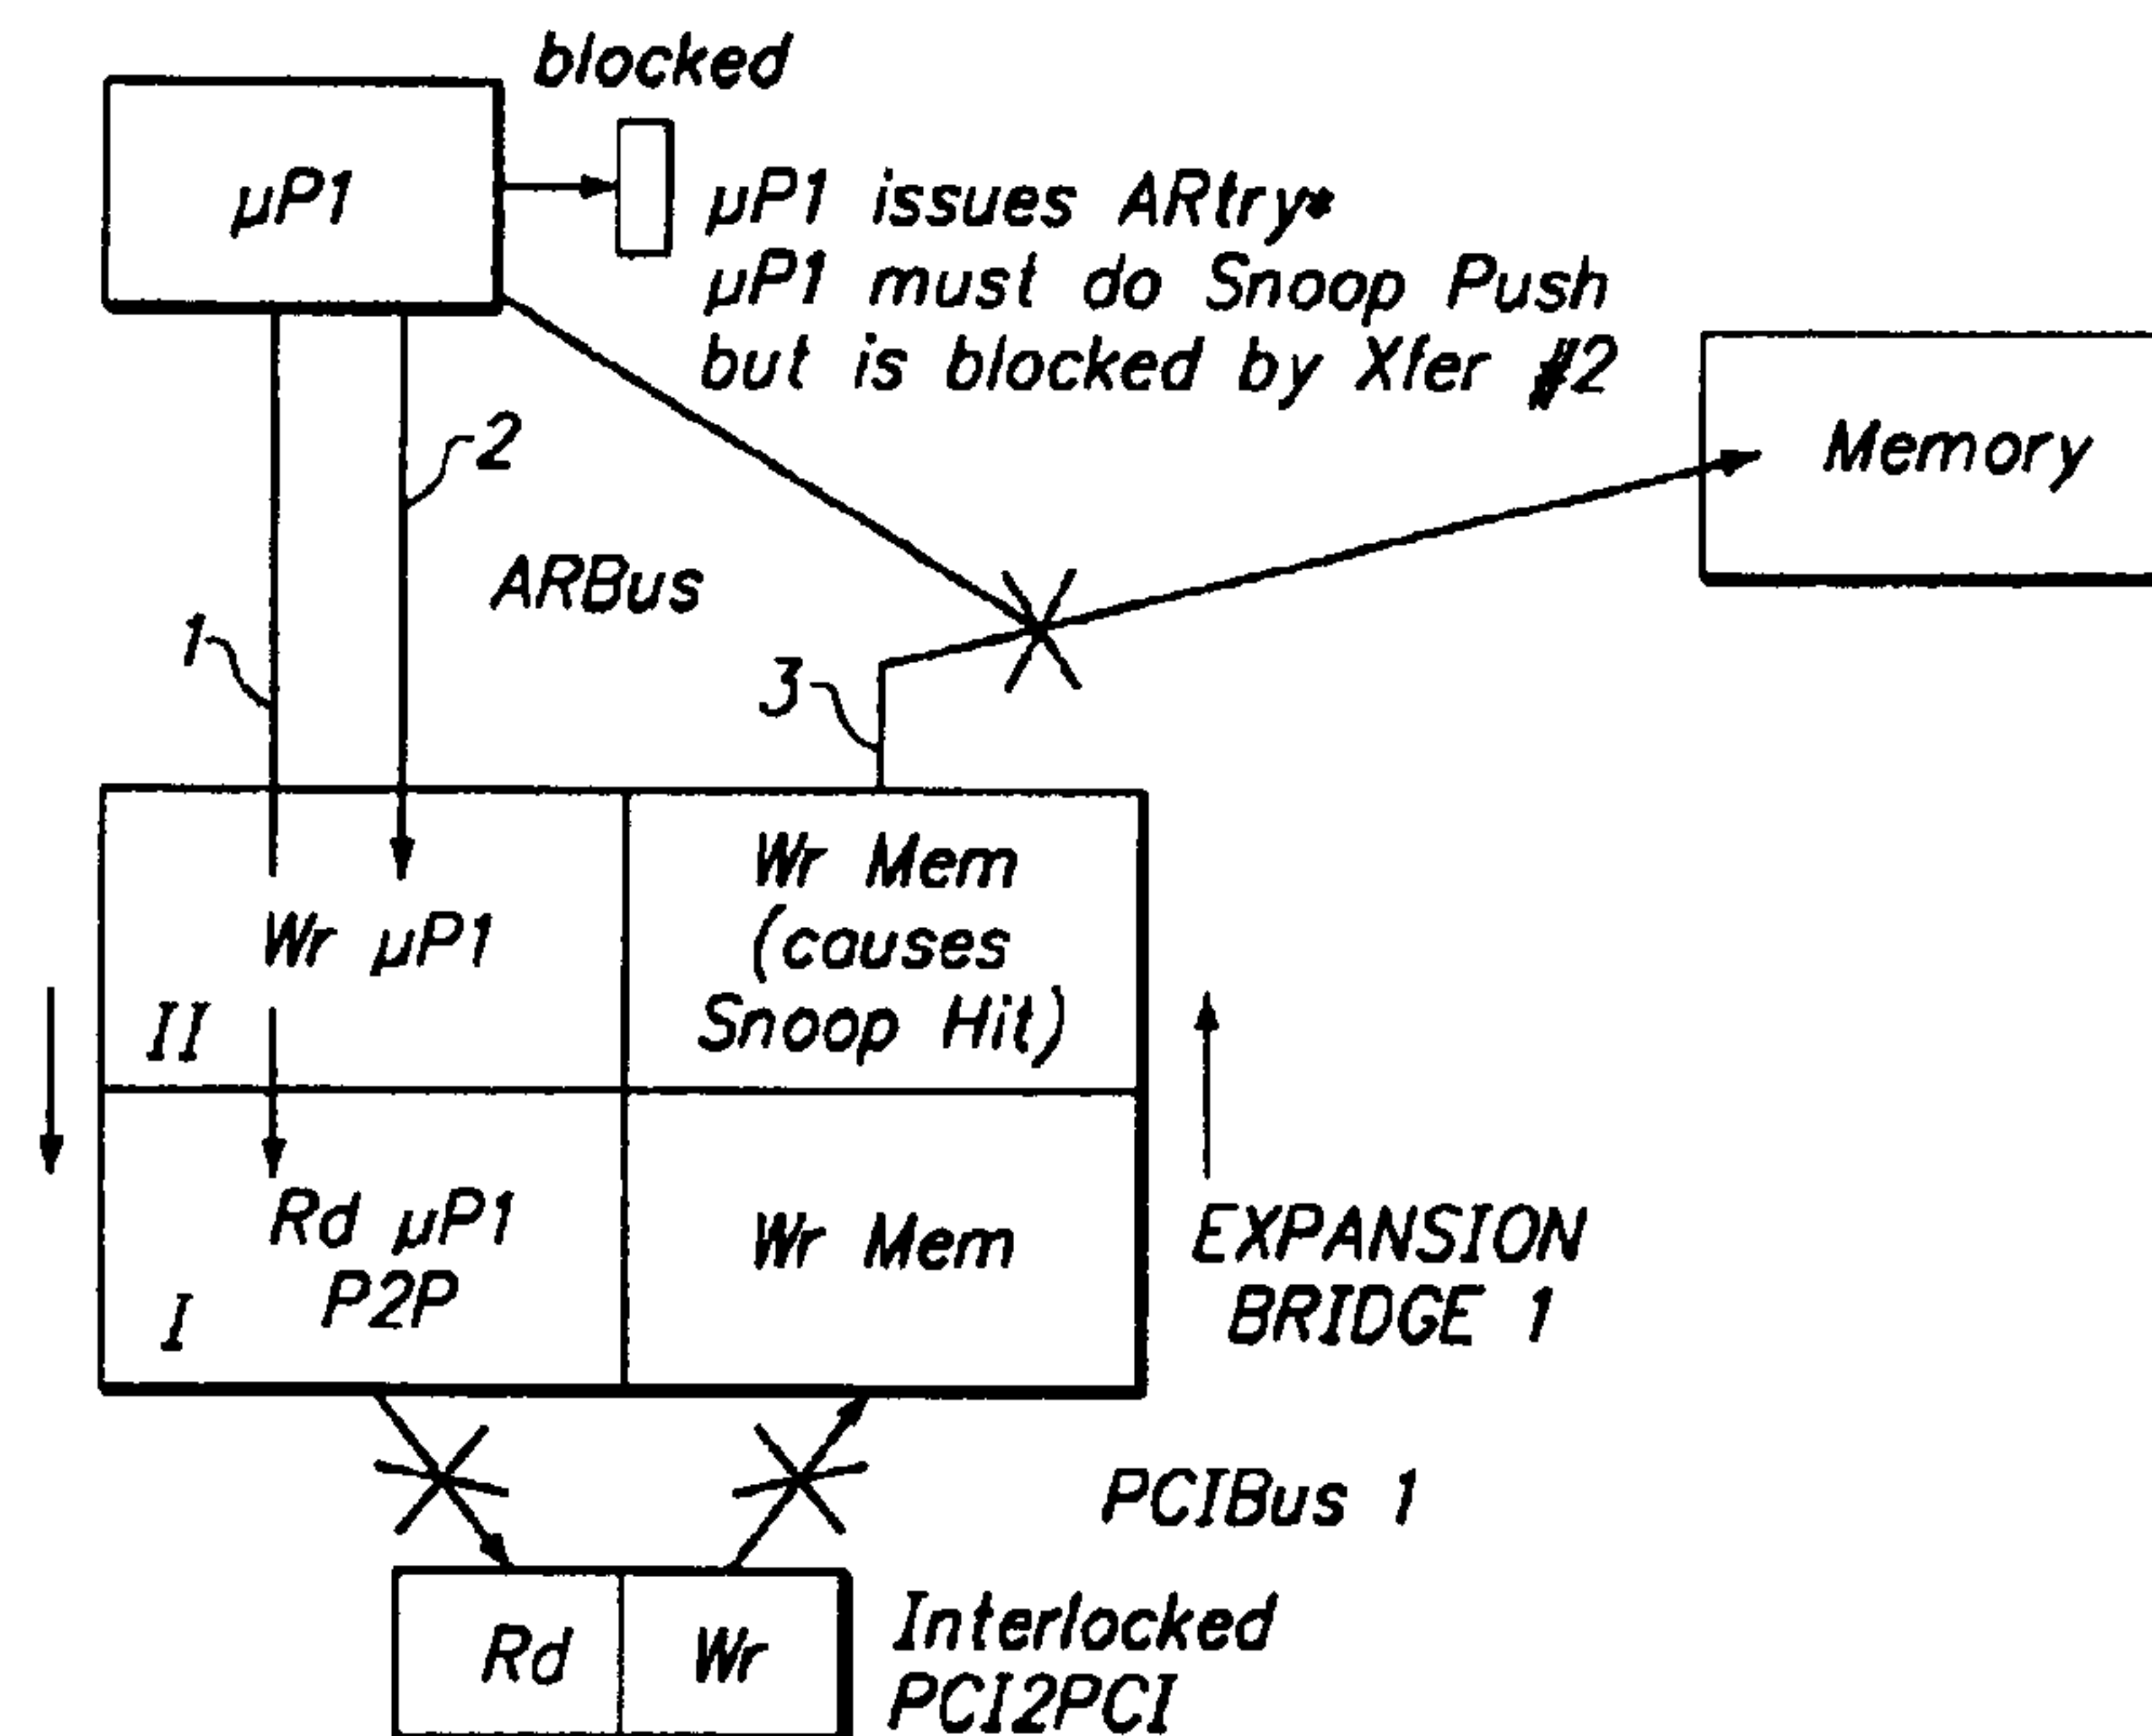 blocked
µP1
µP1 issues ARtry*
µP1 must do Snoop Push
but is blocked by Xfer #2
Memory
2
ARBus
1
3
Wr Mem
(causes
Snoop Hit)
Wr µP1
II
Rd µP1
P2P
I
Wr Mem
EXPANSION
BRIDGE 1
PCIBus 1
Rd
Wr
Interlocked
PCI2PCI